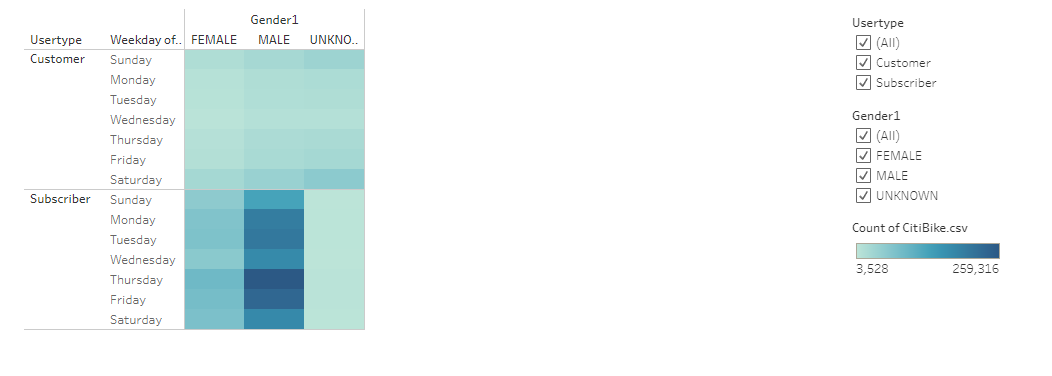 Gender1
Usertype Weekday of.. FEMALE MALE UNKNO..
Customer Sunday
Monday
Tuesday
Wednesday
Thursday
Friday
Saturday
Subscriber Sunday
Monday
Tuesday
Wednesday
Thursday
Friday
Saturday
Usertype
(All)
Customer
Subscriber
Gender1
(All)
FEMALE
MALE
UNKNOWN
Count of CitiBike.csv
3,528 259,316